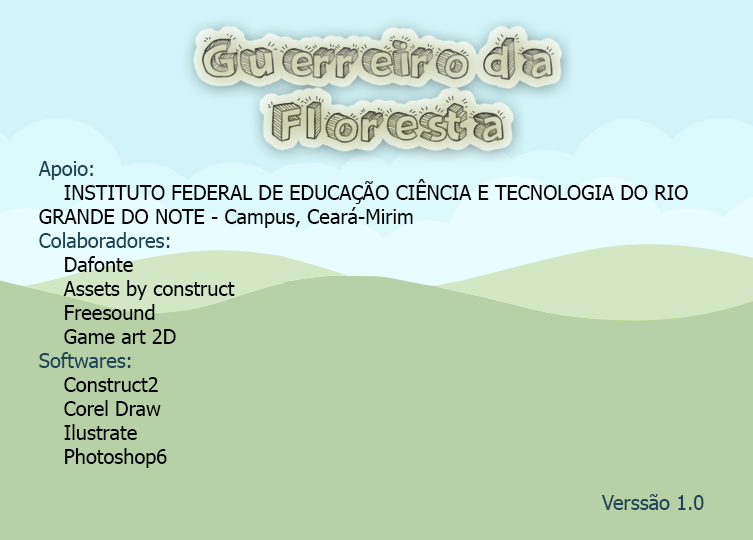 Guerreiro da
Floresta
Apoio:
INSTITUTO FEDERAL DE EDUCAÇÃO CIÊNCIA E TECNOLOGIA DO RIO
GRANDE DO NOTE - Campus, Ceará-Mirim
Colaboradores:
Dafonte
Assets by construct
Freesound
Game art 2D
Softwares:
Construct2
Corel Draw
Ilustrate
Photoshop6
Verssão 1.0